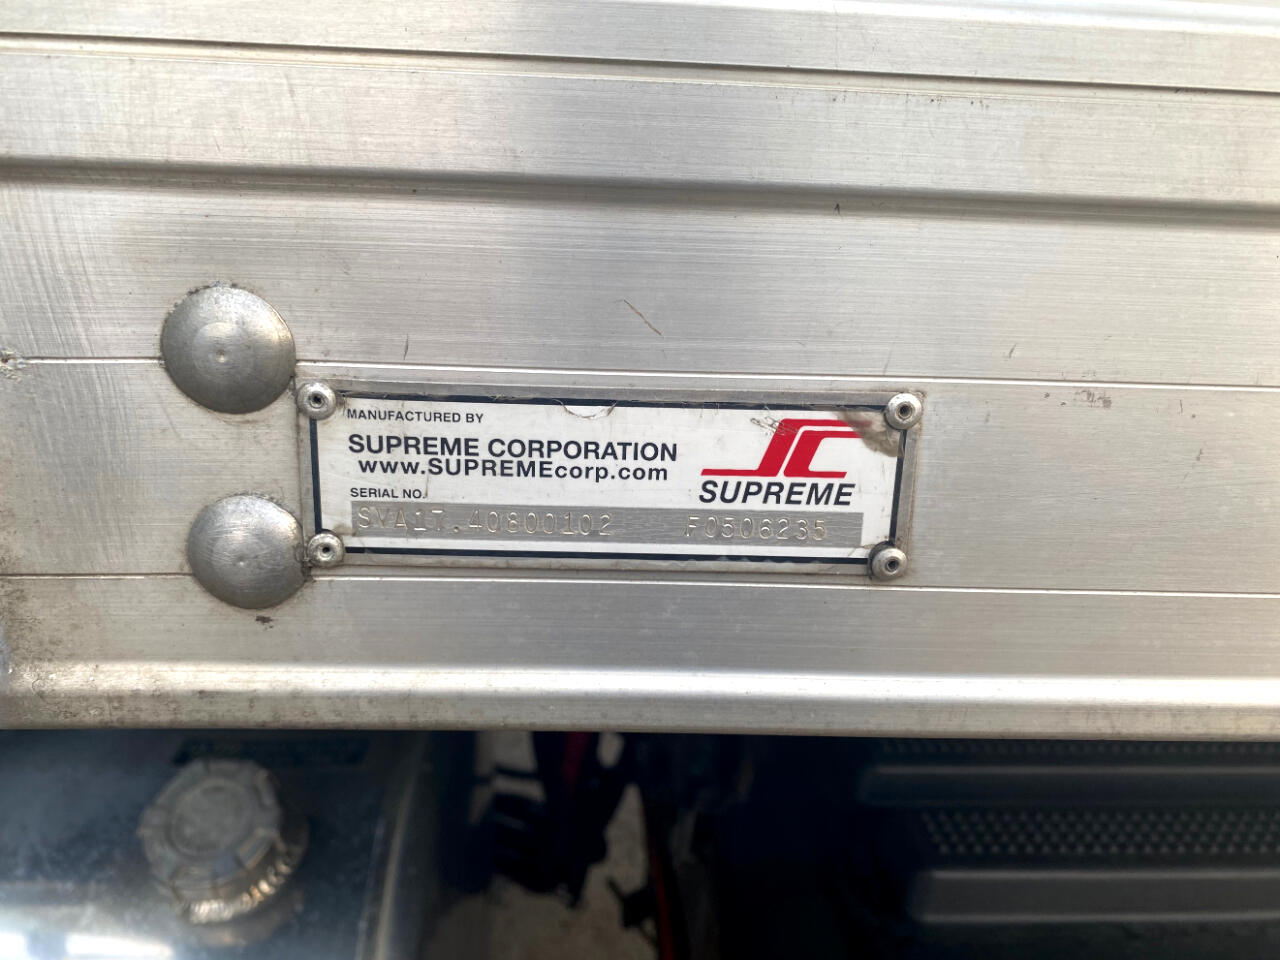 MANUFACTURED BY
SUPREME CORPORATION
www.SUPREMEcorp.com
SERIAL NO.
SVA17.40800102 F0506235
SC
SUPREME